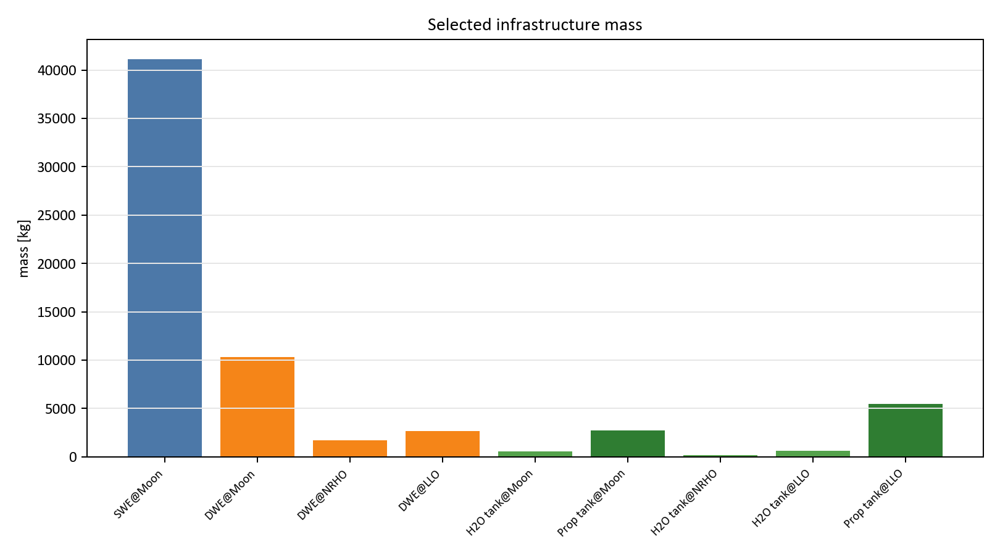 Selected infrastructure mass
mass [kg]
40000
35000
30000
25000
20000
15000
10000
5000
0
SWE@Moon
DWE@Moon
DWE@NRHO
DWE@LLO
H2O tank@Moon
Prop tank@Moon
H2O tank@NRHO
H2O tank@LLO
Prop tank@LLO